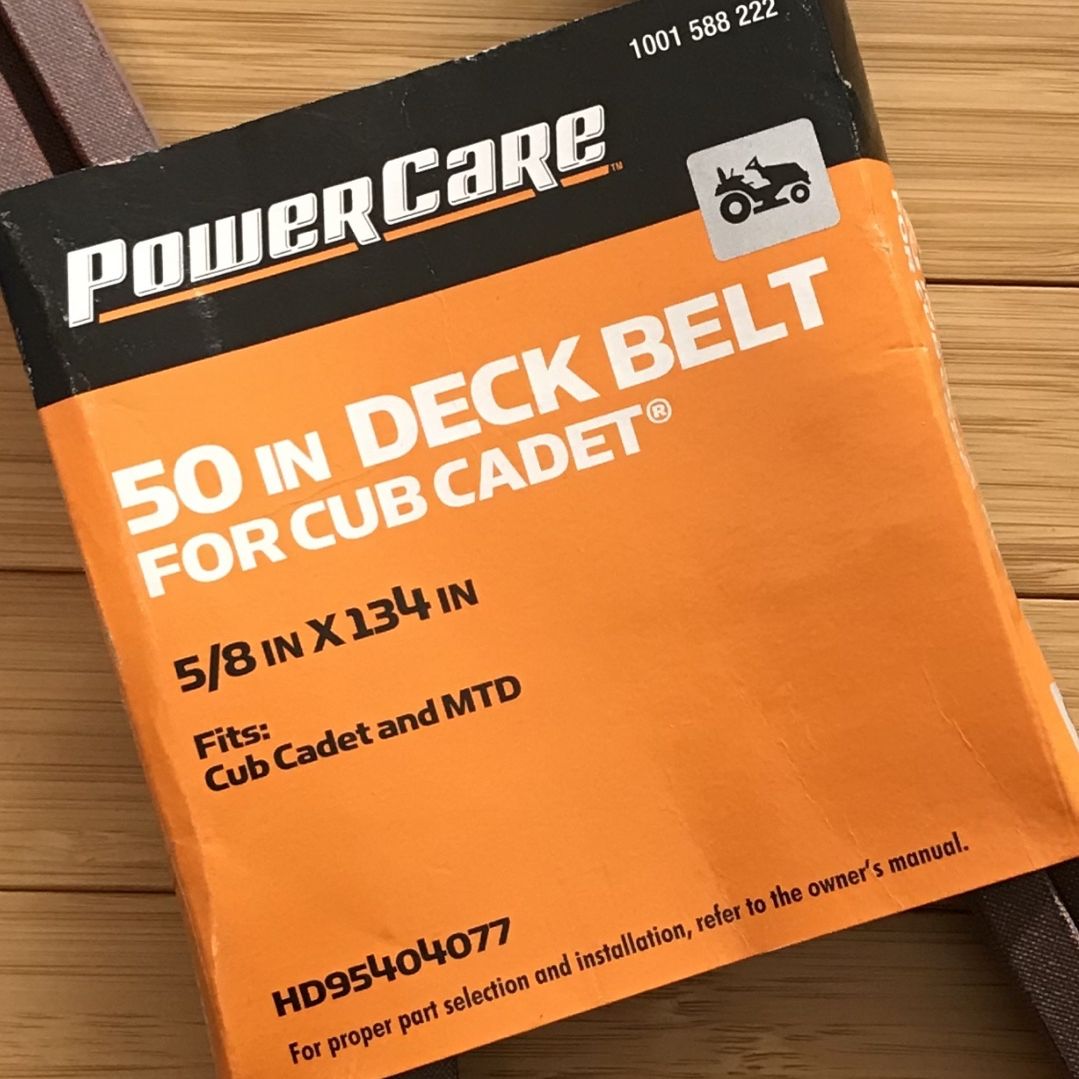 1001 588 222
POWERCARE™
50 IN DECK BELT
FOR CUB CADET®
5/8 IN X 134 IN
Fits:
Cub Cadet and MTD
HD95404077
For proper part selection and installation, refer to the owner's manual.